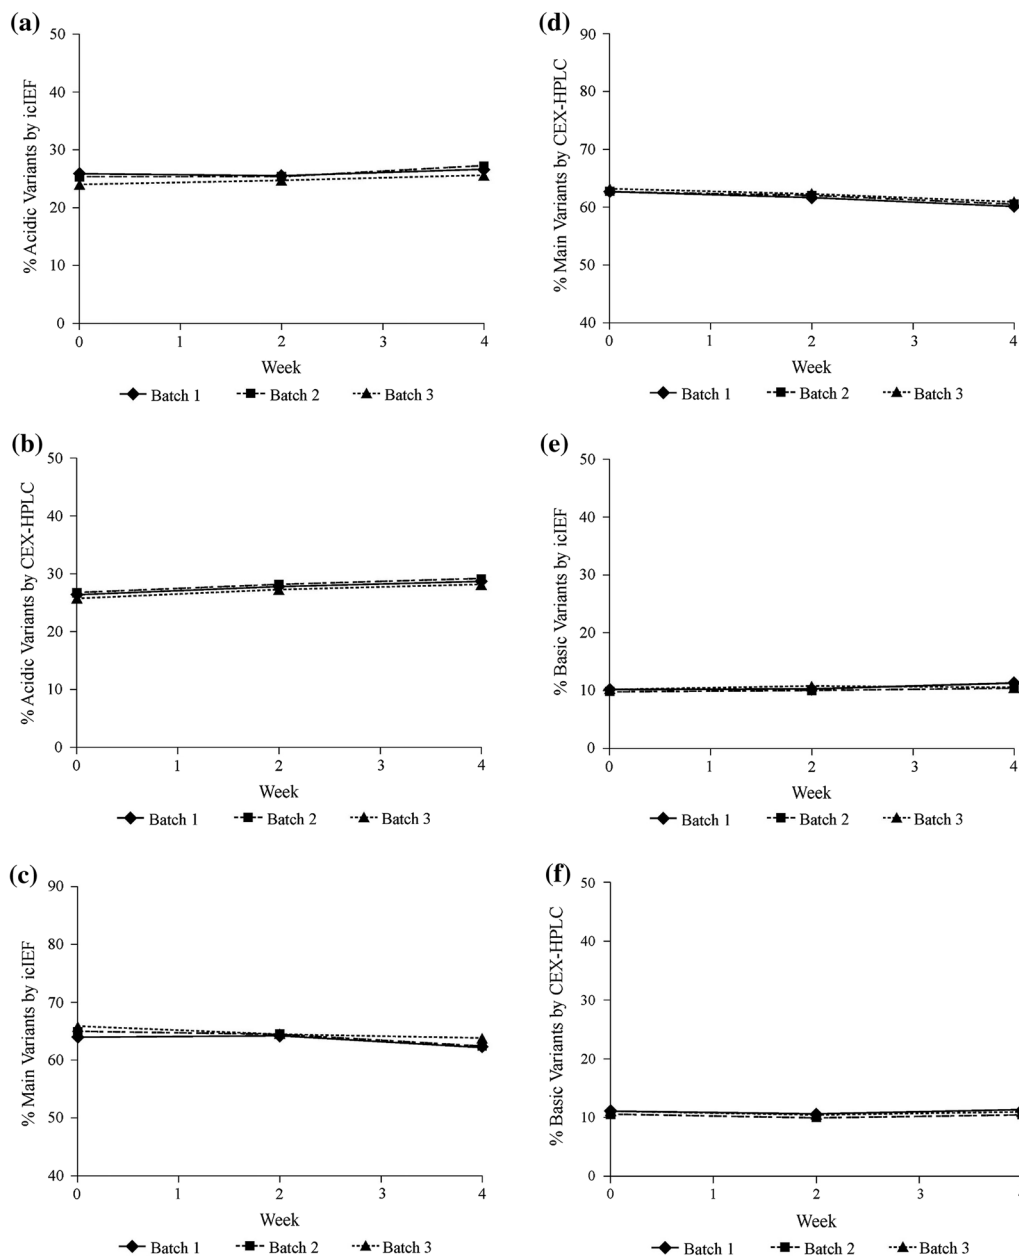 (a)
% Acidic Variants by icIEF
50
40
30
20
10
0
0 1 2 3 4
Week
Batch 1 Batch 2 Batch 3
(d)
% Main Variants by CEX-HPLC
90
80
70
60
50
40
0 1 2 3 4
Week
Batch 1 Batch 2 Batch 3
(b)
% Acidic Variants by CEX-HPLC
50
40
30
20
10
0
0 1 2 3 4
Week
Batch 1 Batch 2 Batch 3
(e)
% Basic Variants by icIEF
50
40
30
20
10
0
0 1 2 3 4
Week
Batch 1 Batch 2 Batch 3
(c)
% Main Variants by icIEF
90
80
70
60
50
40
0 1 2 3 4
Week
Batch 1 Batch 2 Batch 3
(f)
% Basic Variants by CEX-HPLC
50
40
30
20
10
0
0 1 2 3 4
Week
Batch 1 Batch 2 Batch 3